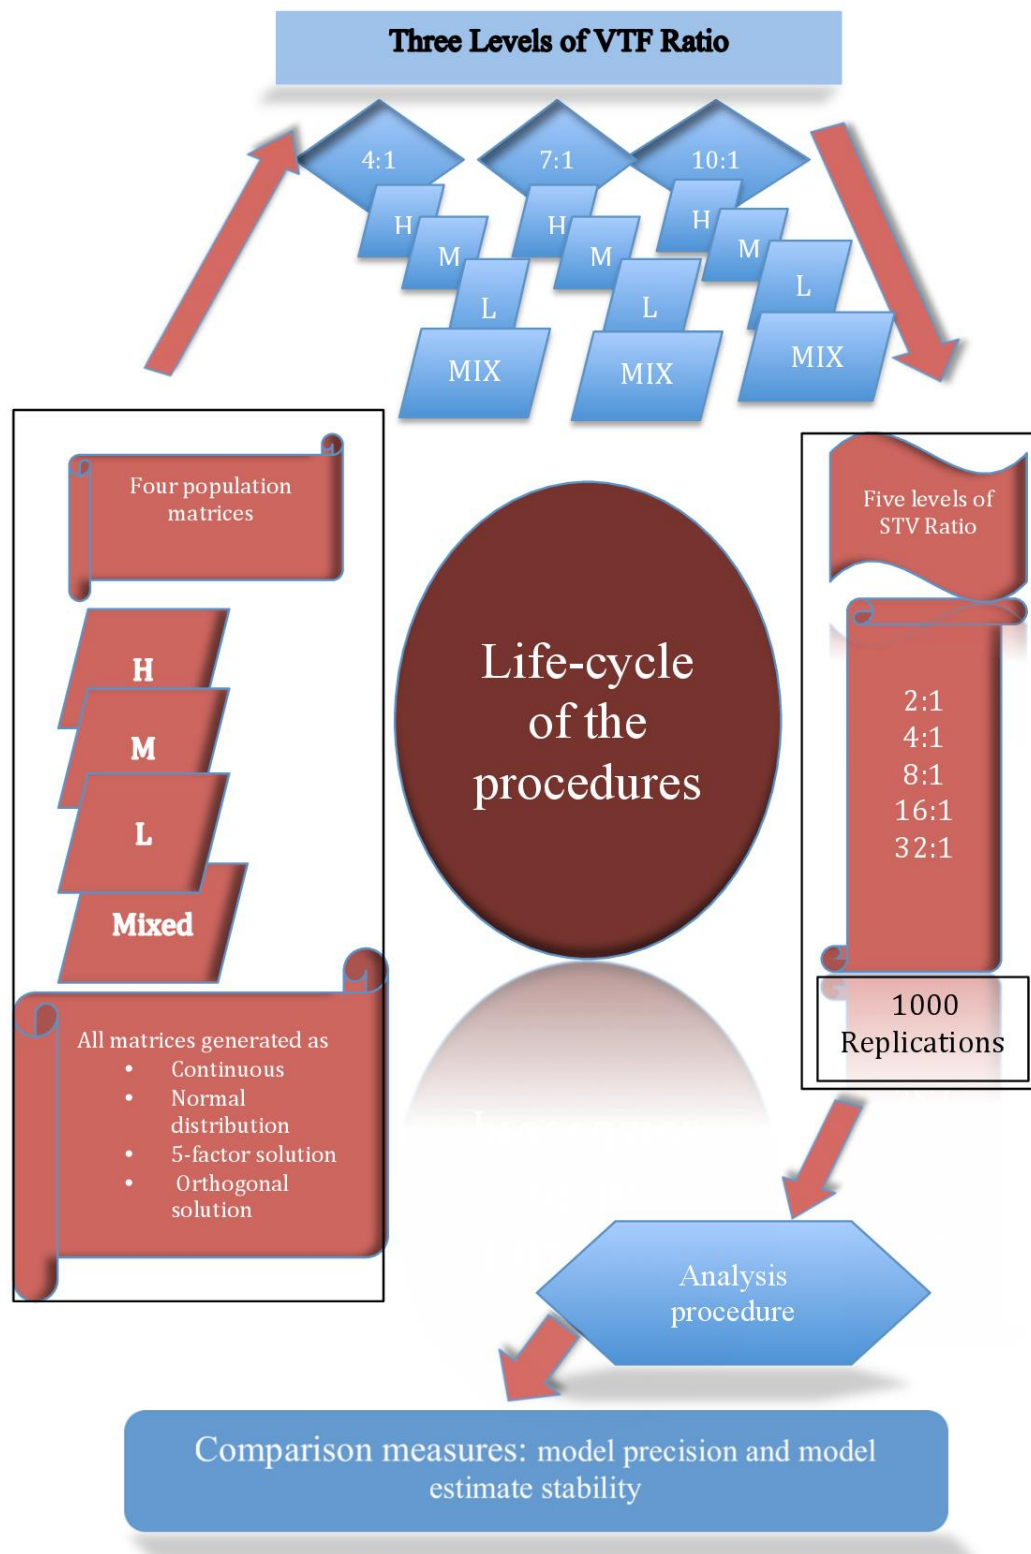 Three Levels of VTF Ratio
4:1
7:1
10:1
H
H
H
M
M
M
L
L
L
MIX
MIX
MIX
Four population
matrices
H
M
L
Mixed
All matrices generated as
• Continuous
• Normal
distribution
• 5-factor solution
• Orthogonal
solution
Life-cycle
of the
procedures
Five levels of
STV Ratio
2:1
4:1
8:1
16:1
32:1
1000
Replications
Analysis
procedure
Comparison measures: model precision and model
estimate stability